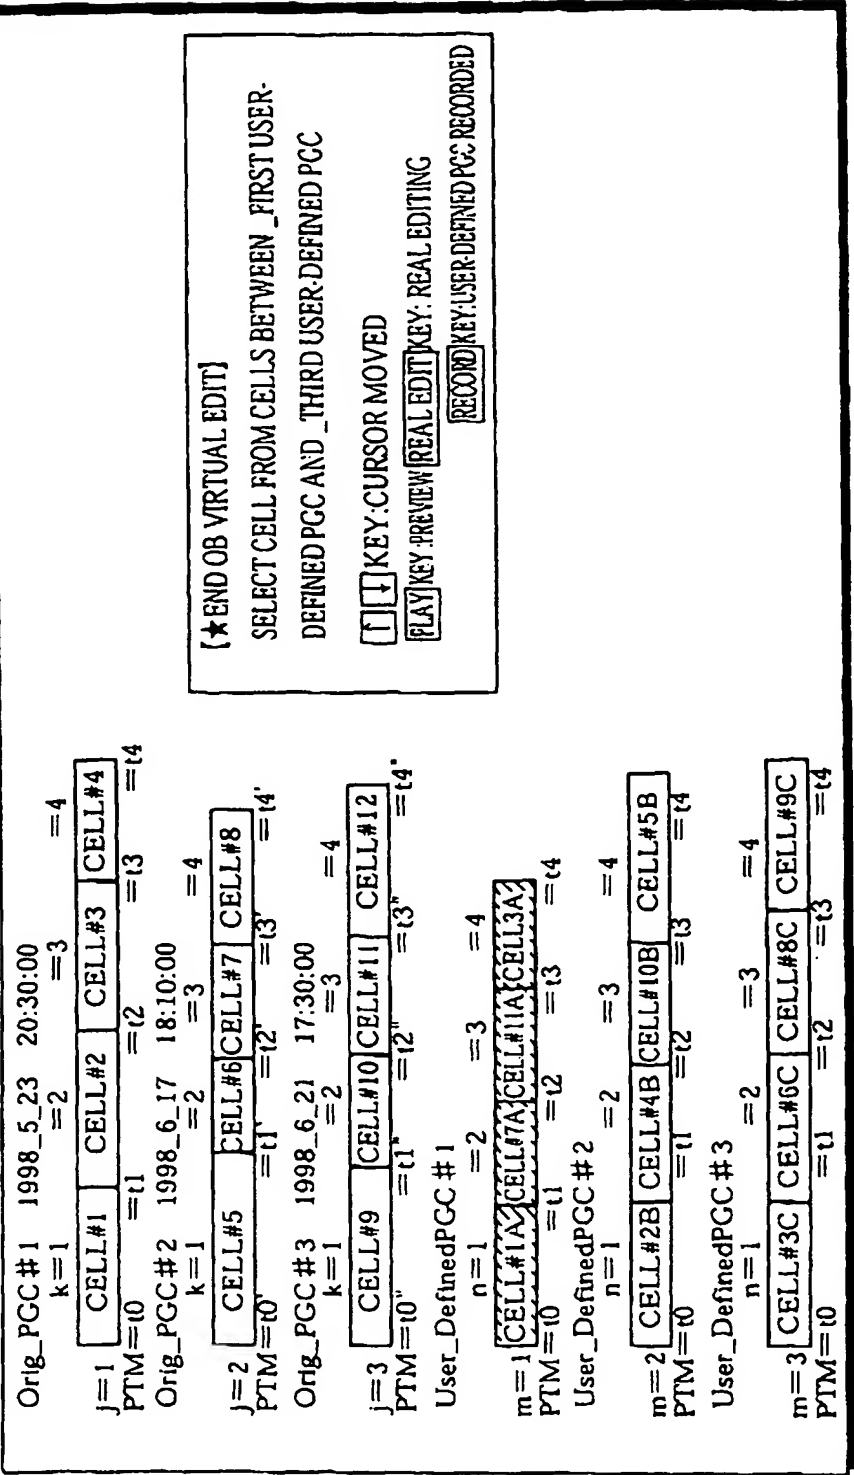 Orig_PGC#1 1998_5_23 20:30:00
k=1 =2 =3 =4
j=1 CELL#1 CELL#2 CELL#3 CELL#4
PTM=t0 =t1 =t2 =t3 =t4
Orig_PGC#2 1998_6_17 18:10:00
k=1 =2 =3 =4
j=2 CELL#5 CELL#6 CELL#7 CELL#8
PTM=t0' =t1' =t2' =t3' =t4'
Orig_PGC#3 1998_6_21 17:30:00
k=1 =2 =3 =4
j=3 CELL#9 CELL#10 CELL#11 CELL#12
PTM=t0" =t1" =t2" =t3" =t4"
User_DefinedPGC#1
n=1 =2 =3 =4
m=1 CELL#1A CELL#7A CELL#11A CELL3A
PTM=t0 =t1 =t2 =t3 =t4
User_DefinedPGC#2
n=1 =2 =3 =4
m=2 CELL#2B CELL#4B CELL#10B CELL#5B
PTM=t0 =t1 =t2 =t3 =t4
User_DefinedPGC#3
n=1 =2 =3 =4
m=3 CELL#3C CELL#6C CELL#8C CELL#9C
PTM=t0 =t1 =t2 =t3 =t4
[★END OB VIRTUAL EDIT]
SELECT CELL FROM CELLS BETWEEN _FIRST USER-
DEFINED PGC AND _THIRD USER-DEFINED PGC
↑ ↓ KEY:CURSOR MOVED
PLAY KEY:PREVIEW REAL EDIT KEY: REAL EDITING
RECORD KEY:USER-DEFINED PGC RECORDED